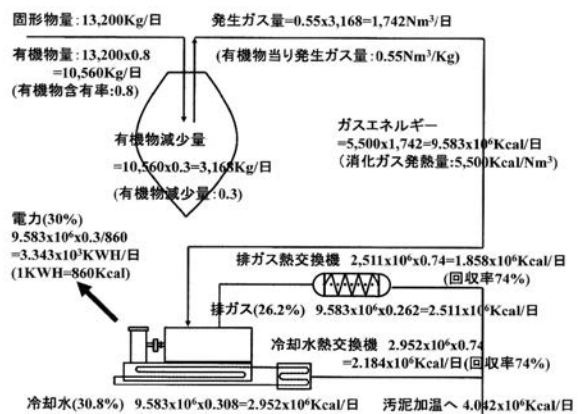 固形物量：13,200Kg/日
有機物量：13,200x0.8
=10,560Kg/日
(有機物含有率：0.8)
発生ガス量=0.55x3,168=1,742Nm³/日
(有機物当り発生ガス量：0.55Nm³/Kg)
有機物減少量
=10,560x0.3=3,168Kg/日
(有機物減少量：0.3)
ガスエネルギー
=5,500x1,742=9.583x10⁶Kcal/日
（消化ガス発熱量：5,500Kcal/Nm³）
電力(30%)
9.583x10⁶x0.3/860
=3.343x10³KWH/日
(1KWH=860Kcal)
排ガス熱交換機 2,511x10⁶x0.74=1.858x10⁶Kcal/日
(回収率74%)
排ガス(26.2%) 9.583x10⁶x0.262=2.511x10⁶Kcal/日
冷却水熱交換機 2.952x10⁶x0.74
=2.184x10⁶Kcal/日(回収率74%)
冷却水(30.8%) 9.583x10⁶x0.308=2.952x10⁶Kcal/日
汚泥加温へ 4.042x10⁶Kcal/日